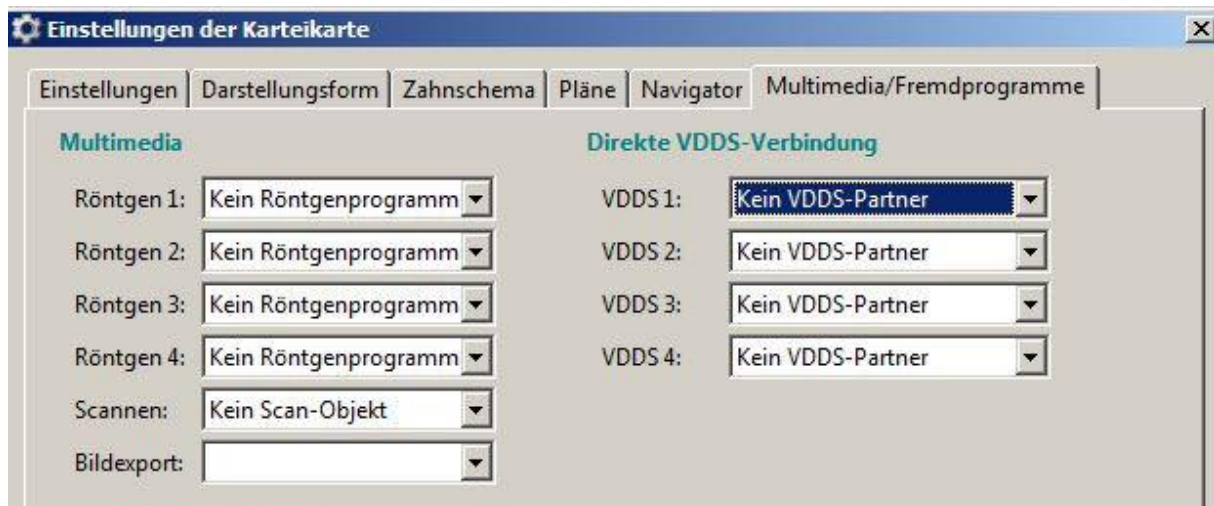 Einstellungen der Karteikarte
Einstellungen Darstellungsform Zahnschema Pläne Navigator Multimedia/Fremdprogramme
Multimedia
Röntgen 1: Kein Röntgenprogramm
Röntgen 2: Kein Röntgenprogramm
Röntgen 3: Kein Röntgenprogramm
Röntgen 4: Kein Röntgenprogramm
Scannen: Kein Scan-Objekt
Bildexport:
Direkte VDDS-Verbindung
VDDS 1: Kein VDDS-Partner
VDDS 2: Kein VDDS-Partner
VDDS 3: Kein VDDS-Partner
VDDS 4: Kein VDDS-Partner